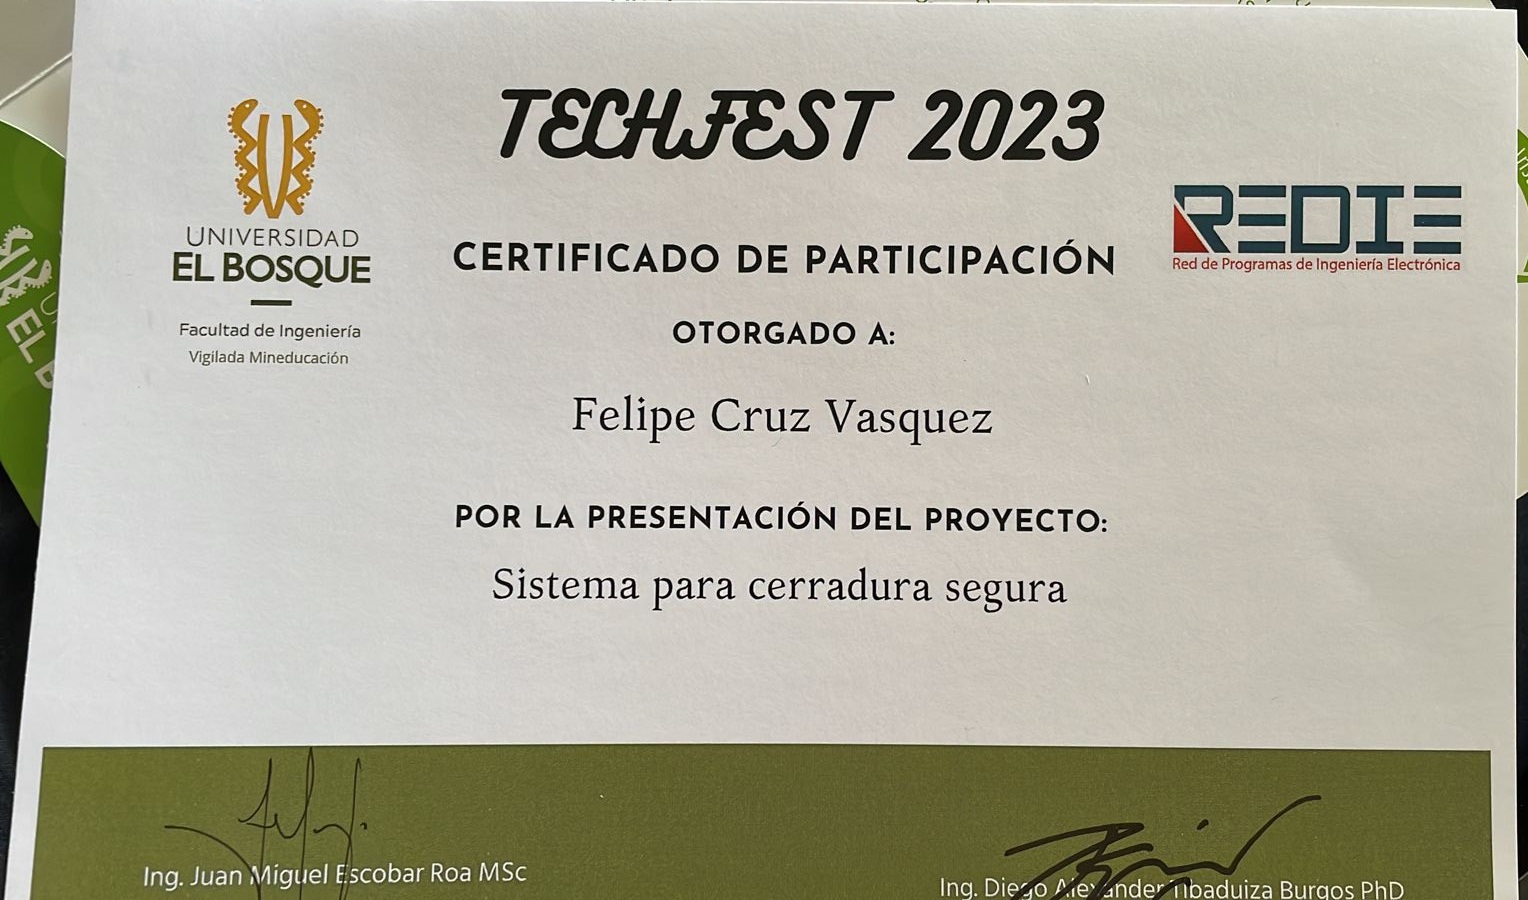 TECHFEST 2023
UNIVERSIDAD
EL BOSQUE
Facultad de Ingeniería
Vigilada Mineducación
REDIE
Red de Programas de Ingeniería Electrónica
CERTIFICADO DE PARTICIPACIÓN
OTORGADO A:
Felipe Cruz Vasquez
POR LA PRESENTACIÓN DEL PROYECTO:
Sistema para cerradura segura
Ing. Juan Miguel Escobar Roa MSc
Ing. Diego Alexander Tibaduiza Burgos PhD
EL